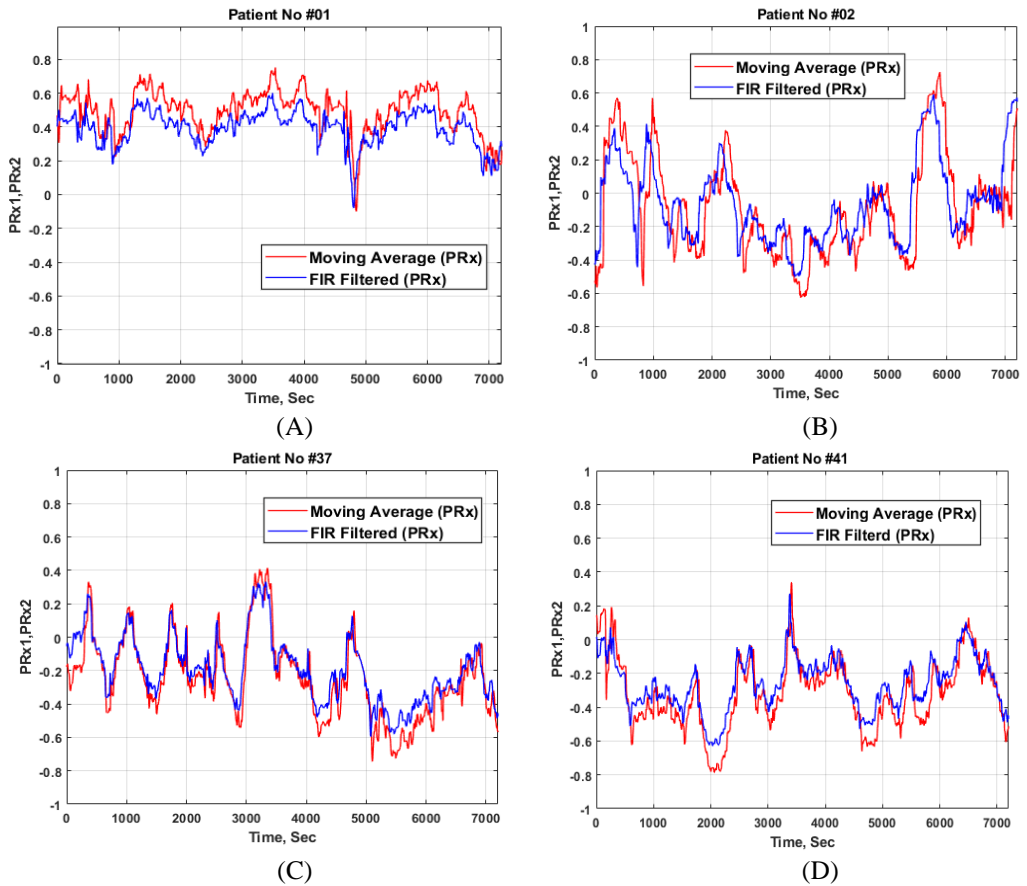 Patient No #01
0.8
0.6
0.4
0.2
0
-0.2
-0.4
-0.6
-0.8
-1
PRx1,PRx2
Moving Average (PRx)
FIR Filtered (PRx)
0 1000 2000 3000 4000 5000 6000 7000
Time, Sec
(A)
Patient No #02
1
0.8
0.6
0.4
0.2
0
-0.2
-0.4
-0.6
-0.8
-1
PRx1,PRx2
Moving Average (PRx)
FIR Filtered (PRx)
0 1000 2000 3000 4000 5000 6000 7000
Time, Sec
(B)
Patient No #37
1
0.8
0.6
0.4
0.2
0
-0.2
-0.4
-0.6
-0.8
-1
PRx1,PRx2
Moving Average (PRx)
FIR Filtered (PRx)
0 1000 2000 3000 4000 5000 6000 7000
Time, Sec
(C)
Patient No #41
1
0.8
0.6
0.4
0.2
0
-0.2
-0.4
-0.6
-0.8
-1
PRx1,PRx2
Moving Average (PRx)
FIR Filterd (PRx)
0 1000 2000 3000 4000 5000 6000 7000
Time, Sec
(D)